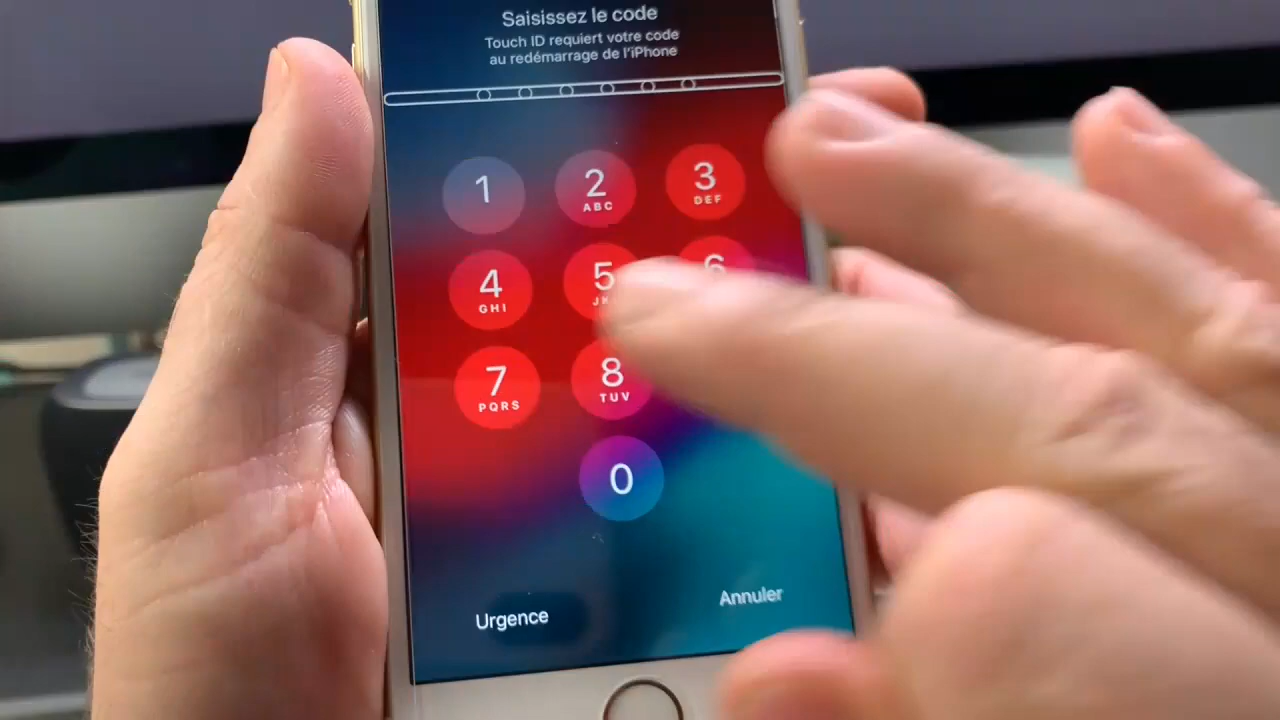 Saisissez le code
Touch ID requiert votre code
au redémarrage de l'iPhone
1
2
ABC
3
DEF
4
GHI
5
6
7
PQRS
8
TUV
0
Urgence
Annuler